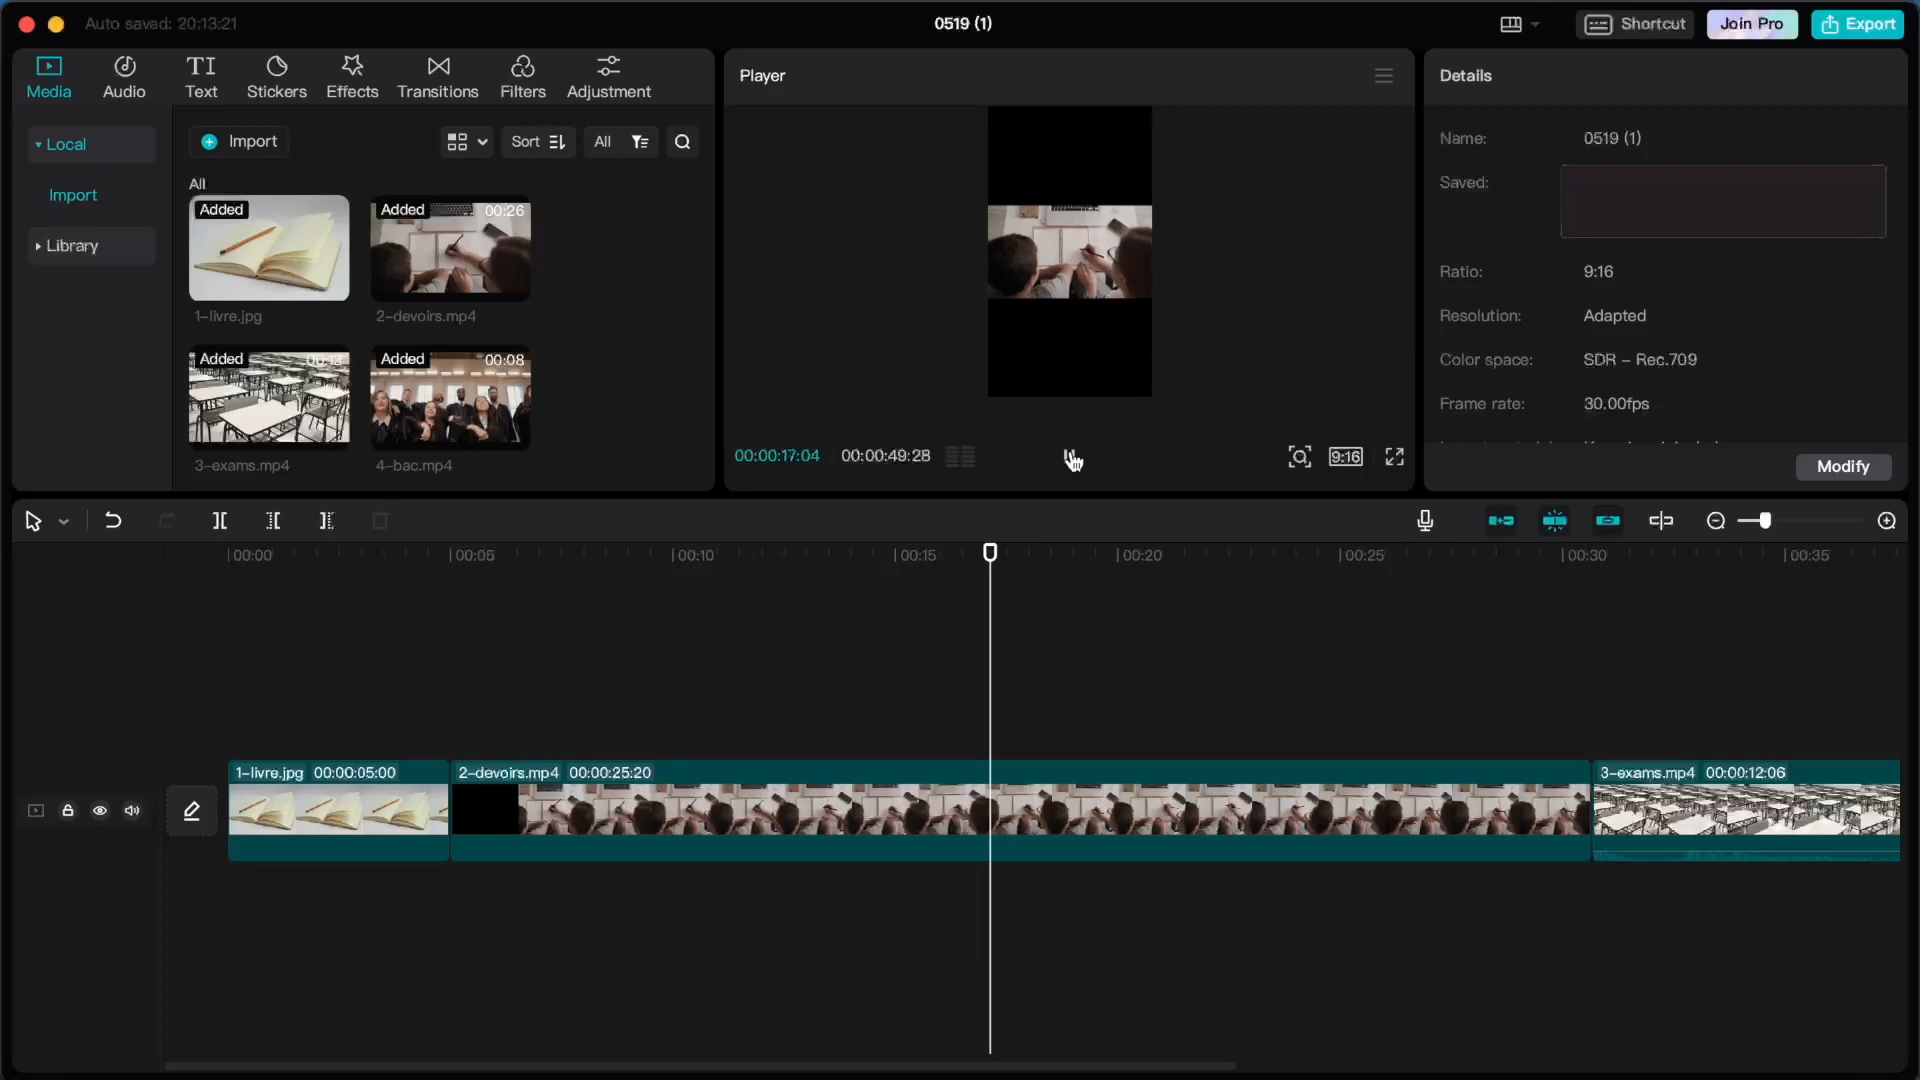 Auto saved: 20:13:21
0519 (1)
Shortcut
Join Pro
Export
Media
Audio
TI
Text
Stickers
Effects
Transitions
Filters
Adjustment
Player
Details
Local
Import
Library
Import
Sort
All
All
Added
Added 00:26
1-livre.jpg
2-devoirs.mp4
Added
Added 00:08
3-exams.mp4
4-bac.mp4
00:00:17:04
00:00:49:28
9:16
Name: 0519 (1)
Saved:
Ratio: 9:16
Resolution: Adapted
Color space: SDR – Rec.709
Frame rate: 30.00fps
Modify
00:00
00:05
00:10
00:15
00:20
00:25
00:30
00:35
1-livre.jpg 00:00:05:00
2-devoirs.mp4 00:00:25:20
3-exams.mp4 00:00:12:06